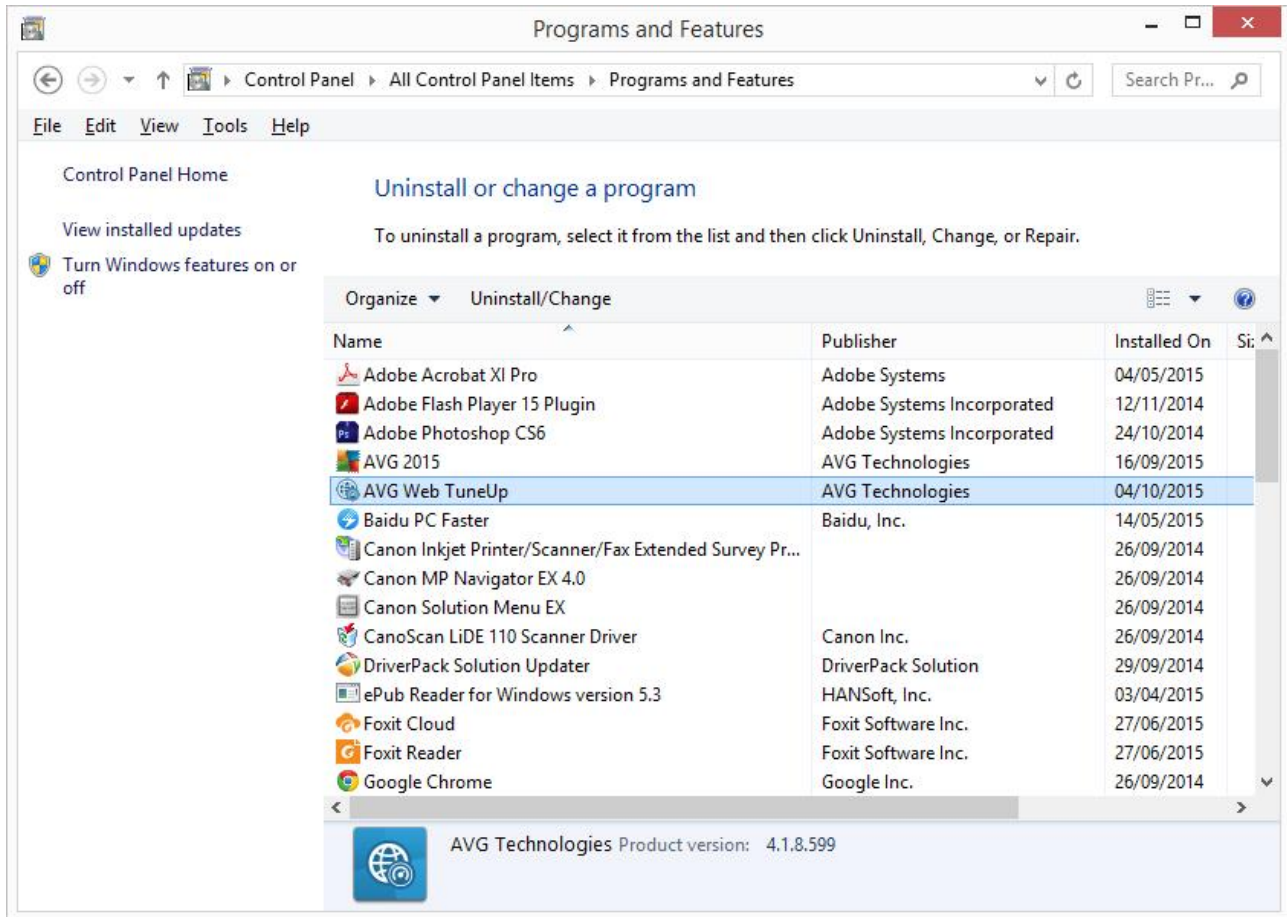 Programs and Features
Control Panel All Control Panel Items Programs and Features Search Pr...
File Edit View Tools Help
Control Panel Home
View installed updates
Turn Windows features on or
off
Uninstall or change a program
To uninstall a program, select it from the list and then click Uninstall, Change, or Repair.
Organize Uninstall/Change
Name Publisher Installed On Si:
Adobe Acrobat XI Pro Adobe Systems 04/05/2015
Adobe Flash Player 15 Plugin Adobe Systems Incorporated 12/11/2014
Ps Adobe Photoshop CS6 Adobe Systems Incorporated 24/10/2014
AVG 2015 AVG Technologies 16/09/2015
AVG Web TuneUp AVG Technologies 04/10/2015
Baidu PC Faster Baidu, Inc. 14/05/2015
Canon Inkjet Printer/Scanner/Fax Extended Survey Pr... 26/09/2014
Canon MP Navigator EX 4.0 26/09/2014
Canon Solution Menu EX 26/09/2014
CanoScan LiDE 110 Scanner Driver Canon Inc. 26/09/2014
DriverPack Solution Updater DriverPack Solution 29/09/2014
ePub Reader for Windows version 5.3 HANSoft, Inc. 03/04/2015
Foxit Cloud Foxit Software Inc. 27/06/2015
Foxit Reader Foxit Software Inc. 27/06/2015
Google Chrome Google Inc. 26/09/2014
AVG Technologies Product version: 4.1.8.599